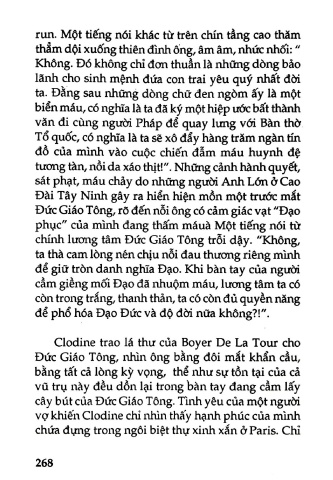 run. Một tiếng nói khác từ trên chín tầng cao thăm
thẳm dội xuống thiên đình ông, âm âm, nhức nhối: "
Không. Đó không chỉ đơn thuần là những dòng bảo
lãnh cho sinh mệnh đứa con trai yêu quý nhất đời
ta. Đằng sau những dòng chữ đen ngòm ấy là một
biển máu, có nghĩa là ta đã ký một hiệp ước bất thành
văn đi cùng người Pháp để quay lưng với Bàn thờ
Tổ quốc, có nghĩa là ta sẽ xô đẩy hàng trăm ngàn tín
đồ của mình vào cuộc chiến đẫm máu huynh đệ
tương tàn, nồi da xáo thịt!". Những cảnh hành quyết,
sát phạt, máu chảy do những người Anh Lớn ở Cao
Đài Tây Ninh gây ra hiển hiện mồn một trước mắt
Đức Giáo Tông, rõ đến nỗi ông có cảm giác vạt "Đạo
phục" của mình đang thấm máuà Một tiếng nói từ
chính lương tâm Đức Giáo Tông trỗi dậy. "Không,
ta thà cam lòng nén chịu nỗi đau thương riêng mình
để giữ tròn danh nghĩa Đạo. Khi bàn tay của người
cầm giềng mối Đạo đã nhuộm máu, lương tâm ta có
còn trong trắng, thanh thản, ta có còn đủ quyền năng
để phổ hóa Đạo Đức và độ đời nữa không?!".
Clodine trao lá thư của Boyer De La Tour cho
Đức Giáo Tông, nhìn ông bằng đôi mắt khẩn cầu,
bằng tất cả lòng kỳ vọng, thể như sự tồn tại của cả
vũ trụ này đều dồn lại trong bàn tay đang cầm lấy
cây bút của Đức Giáo Tông. Tình yêu của một người
vợ khiến Clodine chỉ nhìn thấy hạnh phúc của mình
chứa đựng trong ngôi biệt thự xinh xắn ở Paris. Chỉ
268